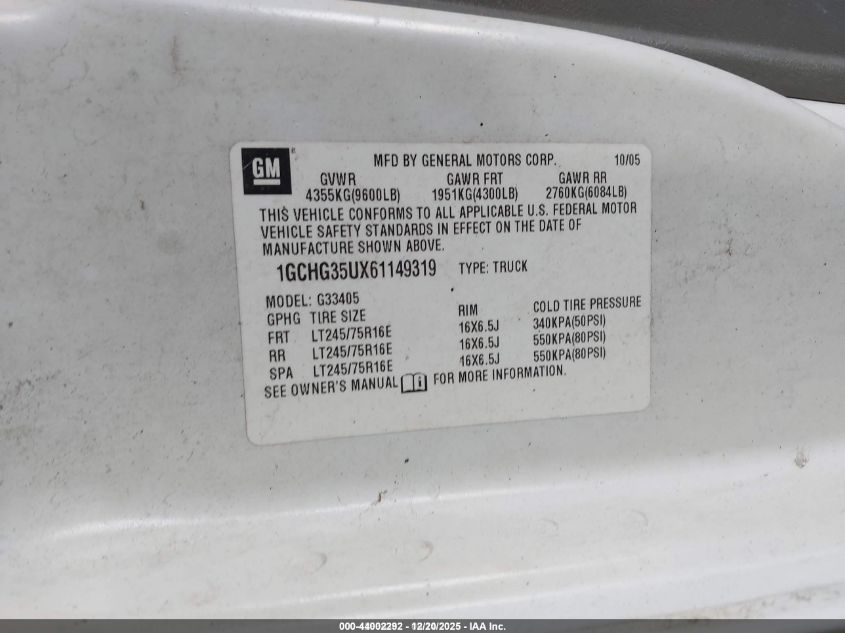 GM ®
MFD BY GENERAL MOTORS CORP. 10/05
GVWR GAWR FRT GAWR RR
4355KG(9600LB) 1951KG(4300LB) 2760KG(6084LB)
THIS VEHICLE CONFORMS TO ALL APPLICABLE U.S. FEDERAL MOTOR
VEHICLE SAFETY STANDARDS IN EFFECT ON THE DATE OF
MANUFACTURE SHOWN ABOVE.
1GCHG35UX61149319 TYPE: TRUCK
MODEL: G33405
GPHG TIRE SIZE RIM COLD TIRE PRESSURE
FRT LT245/75R16E 16X6.5J 340KPA(50PSI)
RR LT245/75R16E 16X6.5J 550KPA(80PSI)
SPA LT245/75R16E 16X6.5J 550KPA(80PSI)
SEE OWNER'S MANUAL FOR MORE INFORMATION.
000-44002292 - 12/20/2025 - IAA Inc.